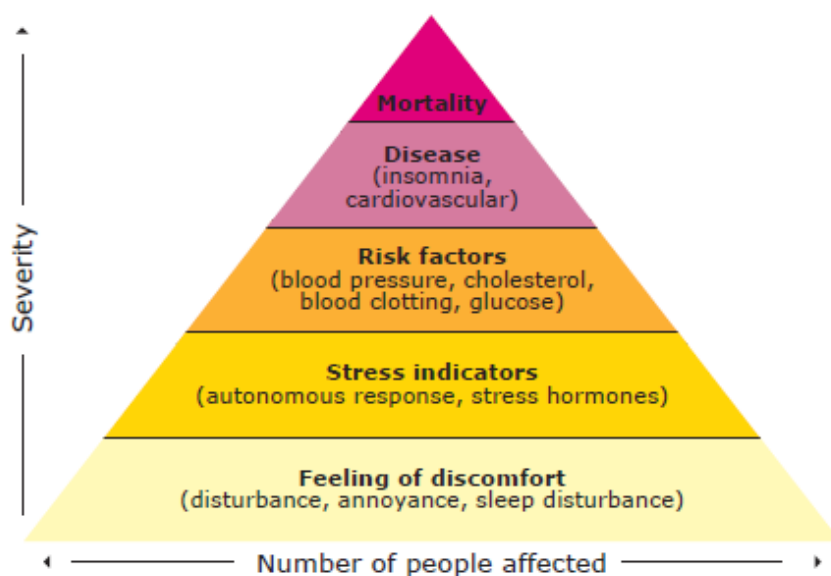 Mortality
Disease
(insomnia,
cardiovascular)
Risk factors
(blood pressure, cholesterol,
blood clotting, glucose)
Stress indicators
(autonomous response, stress hormones)
Feeling of discomfort
(disturbance, annoyance, sleep disturbance)
Severity
Number of people affected